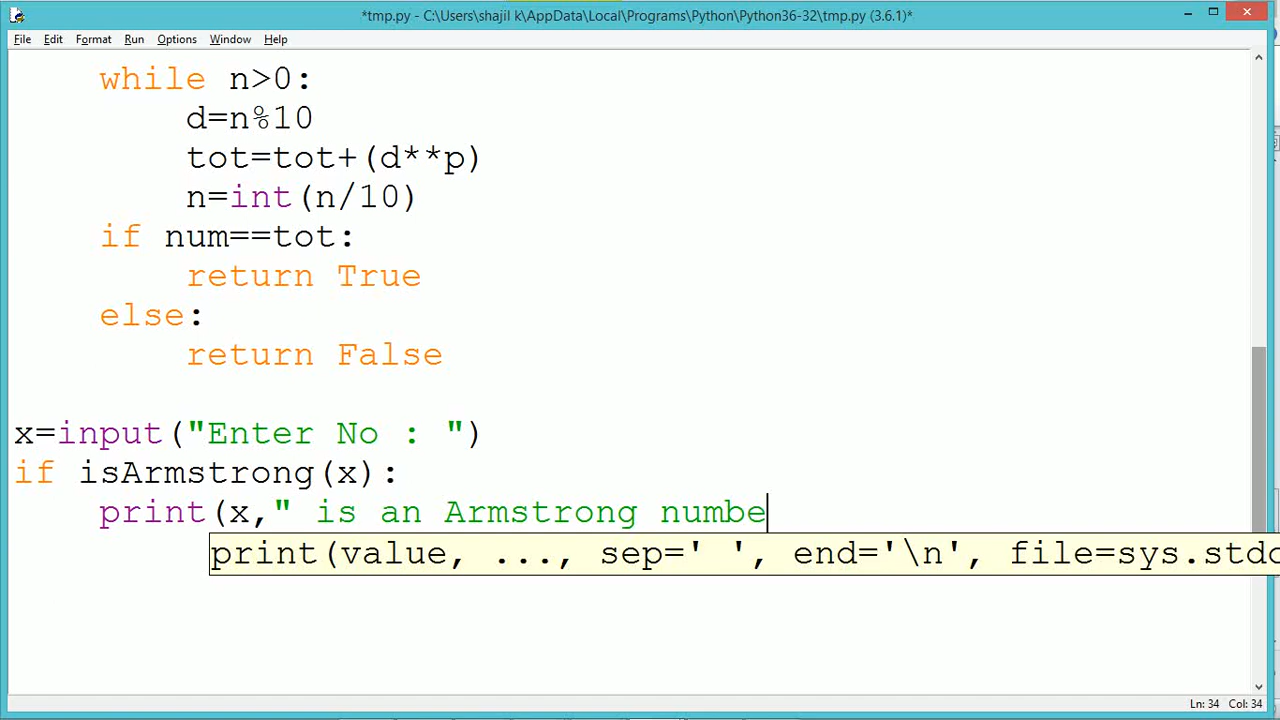 *tmp.py - C:\Users\shajil k\AppData\Local\Programs\Python\Python36-32\tmp.py (3.6.1)*
File Edit Format Run Options Window Help
while n>0:
d=n%10
tot=tot+(d**p)
n=int(n/10)
if num==tot:
return True
else:
return False
x=input("Enter No : ")
if isArmstrong(x):
print(x," is an Armstrong numbe
print(value, ..., sep=' ', end='\n', file=sys.stdo
Ln: 34 Col: 34